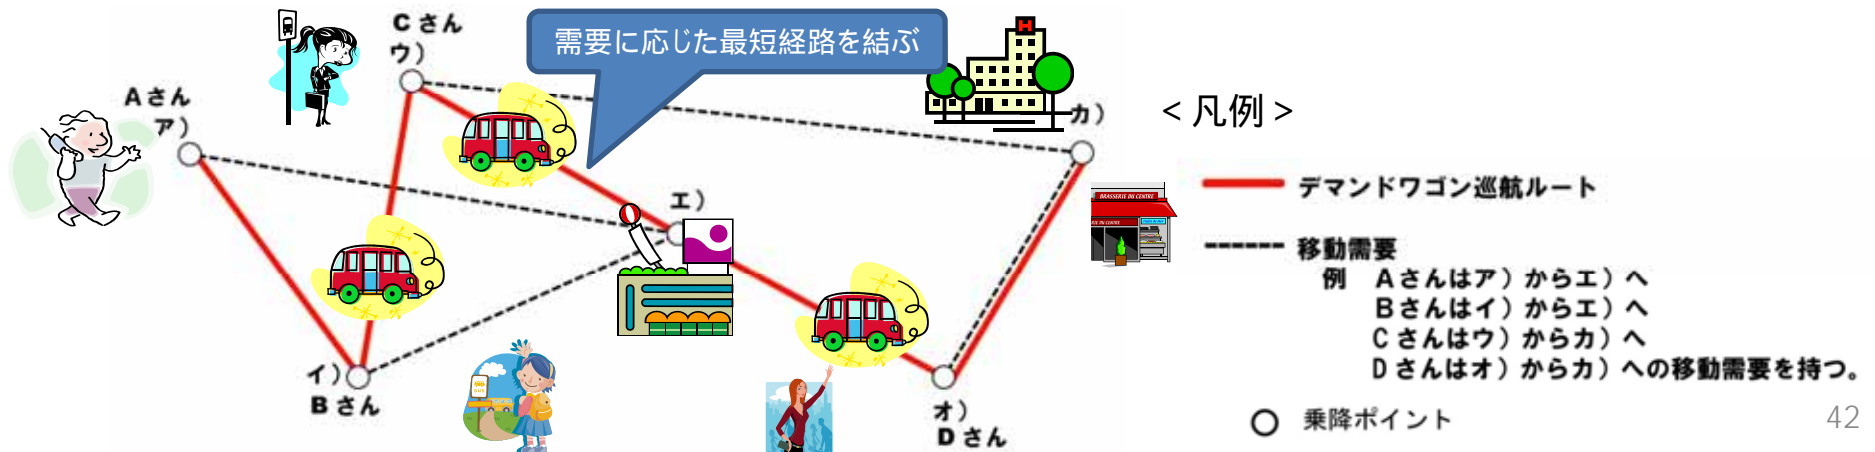 Cさん
ウ）
需要に応じた最短経路を結ぶ
H
Aさん
ア）
カ）
＜凡例＞
エ）
BRASSERIE DU CENTRE
デマンドワゴン巡航ルート
移動需要
例　Aさんはア）からエ）へ
Bさんはイ）からエ）へ
Cさんはウ）からカ）へ
Dさんはオ）からカ）への移動需要を持つ。
イ）
Bさん
BUS
オ）
Dさん
乗降ポイント
42